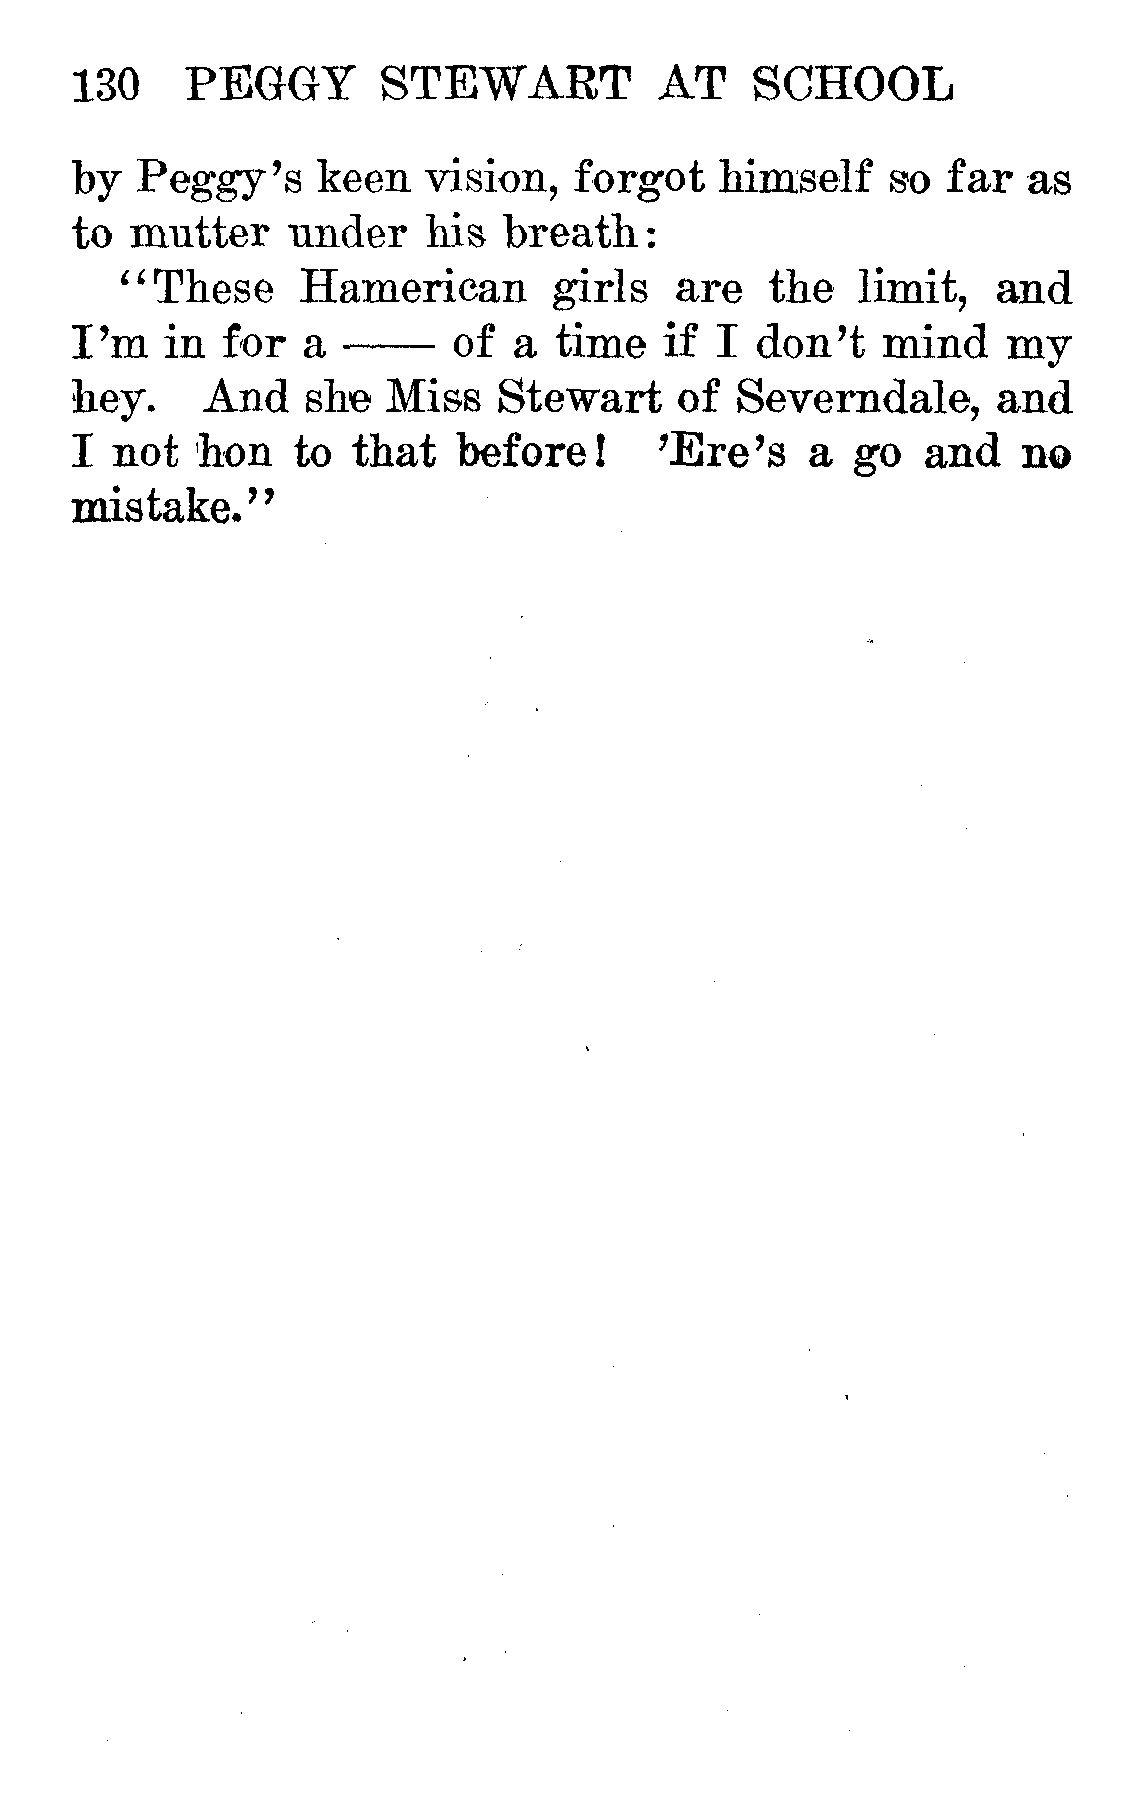 130 PEGGY STEWART AT SCHOOL
by Peggy's keen vision, forgot himself so far as
to mutter under his breath:
"These Hamerican girls are the limit, and
I'm in for a —— of a time if I don't mind my
hey. And she Miss Stewart of Severndale, and
I not hon to that before! 'Ere's a go and no
mistake."